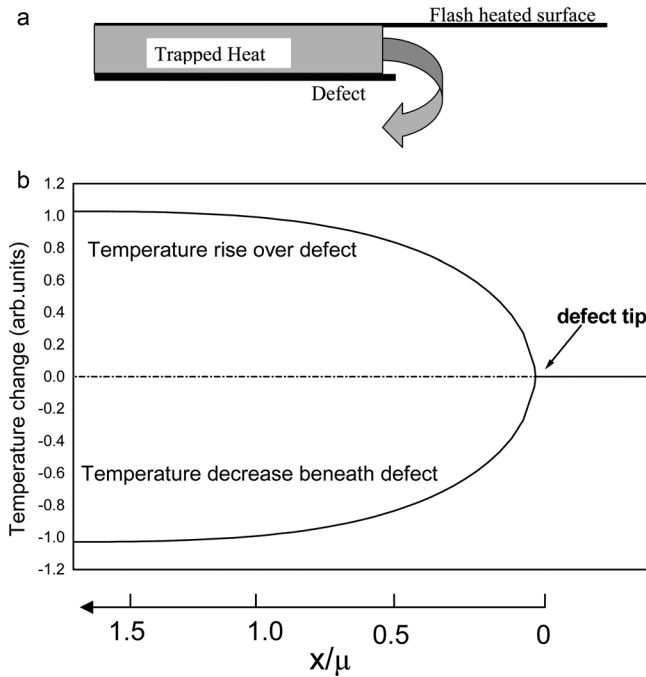 a
Flash heated surface
Trapped Heat
Defect
b
Temperature change (arb.units)
1.2
1.0
0.8
0.6
0.4
0.2
0.0
-0.2
-0.4
-0.6
-0.8
-1.0
-1.2
Temperature rise over defect
defect tip
Temperature decrease beneath defect
1.5 1.0 0.5 0
x/μ